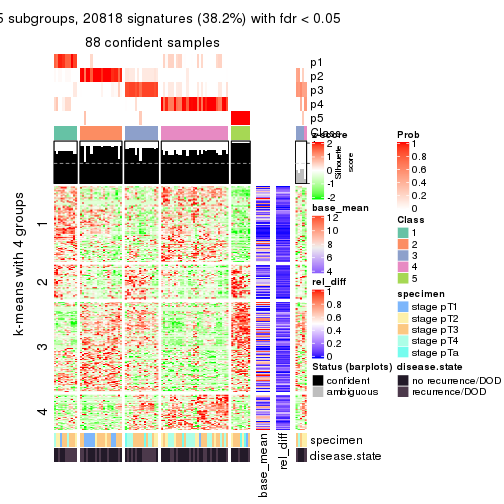 5 subgroups, 20818 signatures (38.2%) with fdr < 0.05
88 confident samples
p1
p2
p3
p4
p5
Class
Silhouette
score
k-means with 4 groups
1
2
3
4
base_mean
rel_diff
specimen
disease.state
z-score
2
1
0
-1
-2
base_mean
12
10
8
6
4
rel_diff
1
0.8
0.6
0.4
0.2
0
Status (barplots)
confident
ambiguous
Prob
1
0.8
0.6
0.4
0.2
0
Class
1
2
3
4
5
specimen
stage pT1
stage pT2
stage pT3
stage pT4
stage pTa
disease.state
no recurrence/DOD
recurrence/DOD